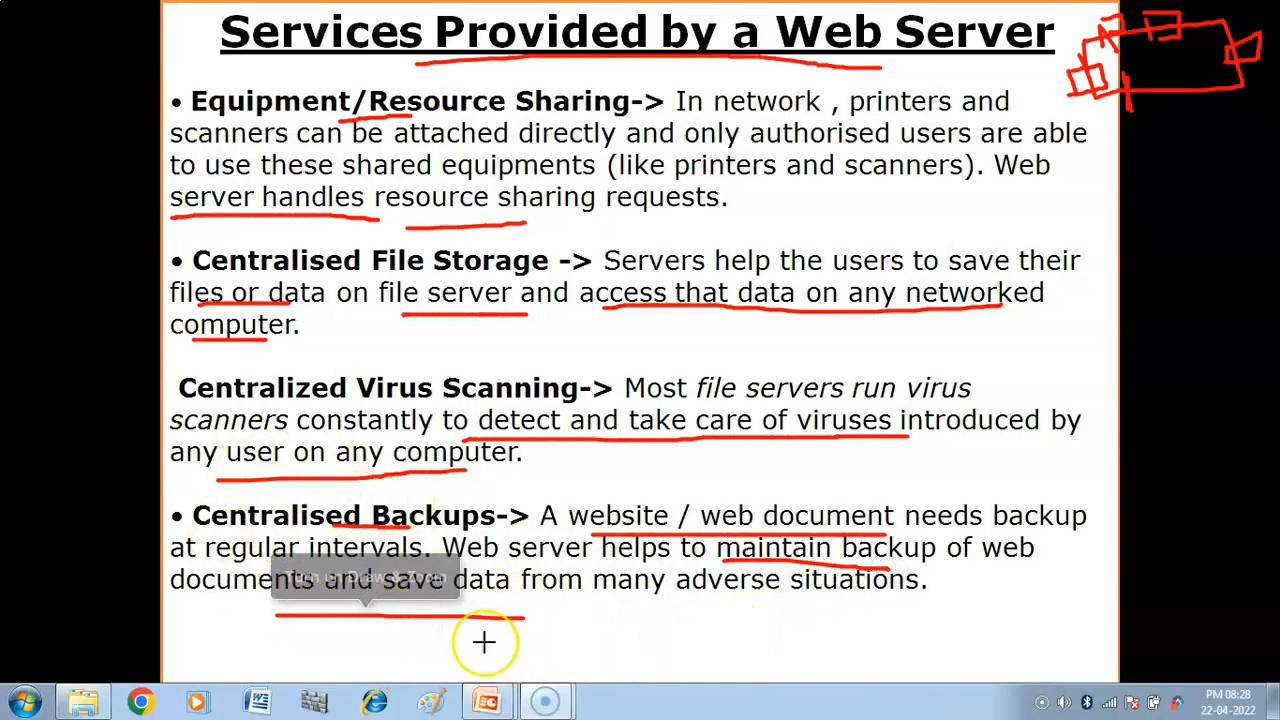 Services Provided by a Web Server
• Equipment/Resource Sharing-> In network , printers and
scanners can be attached directly and only authorised users are able
to use these shared equipments (like printers and scanners). Web
server handles resource sharing requests.
• Centralised File Storage -> Servers help the users to save their
files or data on file server and access that data on any networked
computer.
Centralized Virus Scanning-> Most file servers run virus
scanners constantly to detect and take care of viruses introduced by
any user on any computer.
• Centralised Backups-> A website / web document needs backup
at regular intervals. Web server helps to maintain backup of web
documents and save data from many adverse situations.
Turn on Draw & Zoom
PM 08:28
22-04-2022